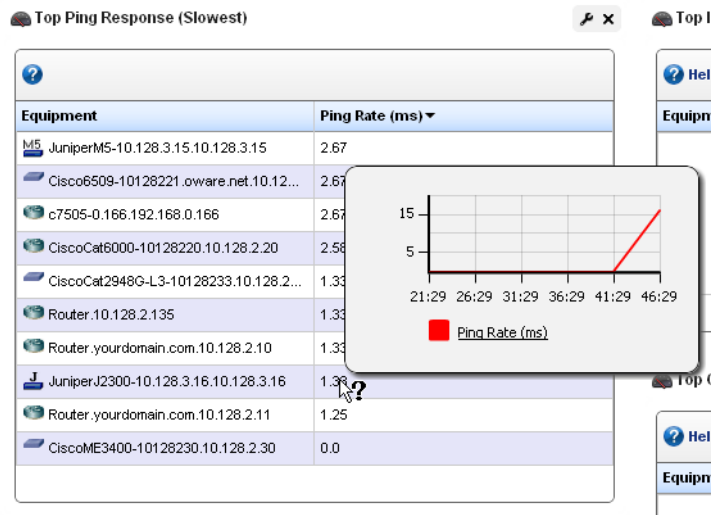 Top Ping Response (Slowest)
Top
Hel
Equipment Ping Rate (ms)
Equipm
M5 JuniperM5-10.128.3.15.10.128.3.15 2.67
Cisco6509-10128221.oware.net.10.12... 2.67
c7505-0.166.192.168.0.166 2.67
CiscoCat6000-10128220.10.128.2.20 2.58
CiscoCat2948G-L3-10128233.10.128.2... 1.33
Router.10.128.2.135 1.33
Router.yourdomain.com.10.128.2.10 1.33
J JuniperJ2300-10.128.3.16.10.128.3.16 1.33
Router.yourdomain.com.10.128.2.11 1.25
CiscoME3400-10128230.10.128.2.30 0.0
15
5
21:29 26:29 31:29 36:29 41:29 46:29
Ping Rate (ms)
Top
Hel
Equipm